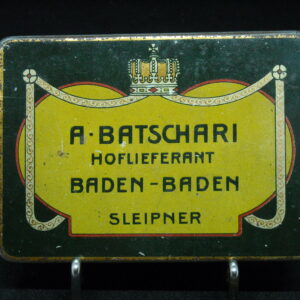 A · BATSCHARI
HOFLIEFERANT
BADEN-BADEN
SLEIPNER